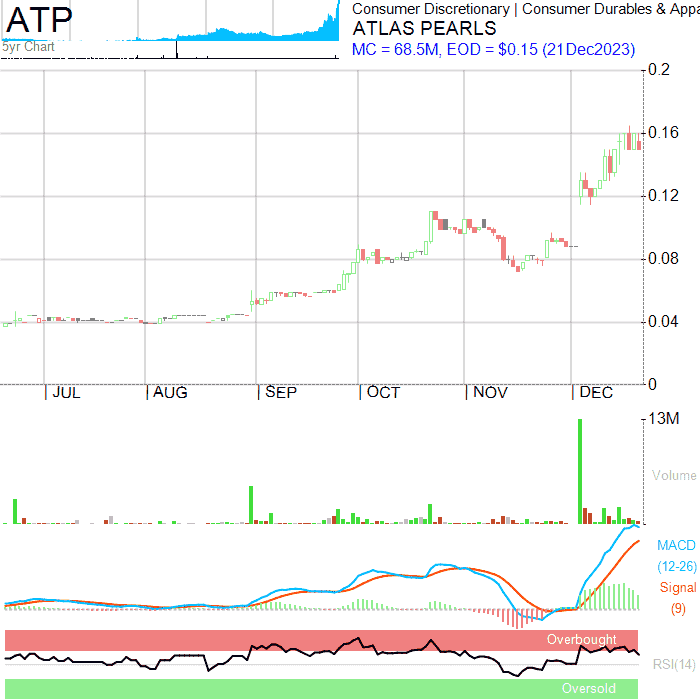 ATP
5yr Chart
Consumer Discretionary | Consumer Durables & Appa
ATLAS PEARLS
MC = 68.5M, EOD = $0.15 (21Dec2023)
0.2
0.16
0.12
0.08
0.04
0
JUL AUG SEP OCT NOV DEC
13M
Volume
MACD
(12-26)
Signal
(9)
Overbought
RSI(14)
Oversold